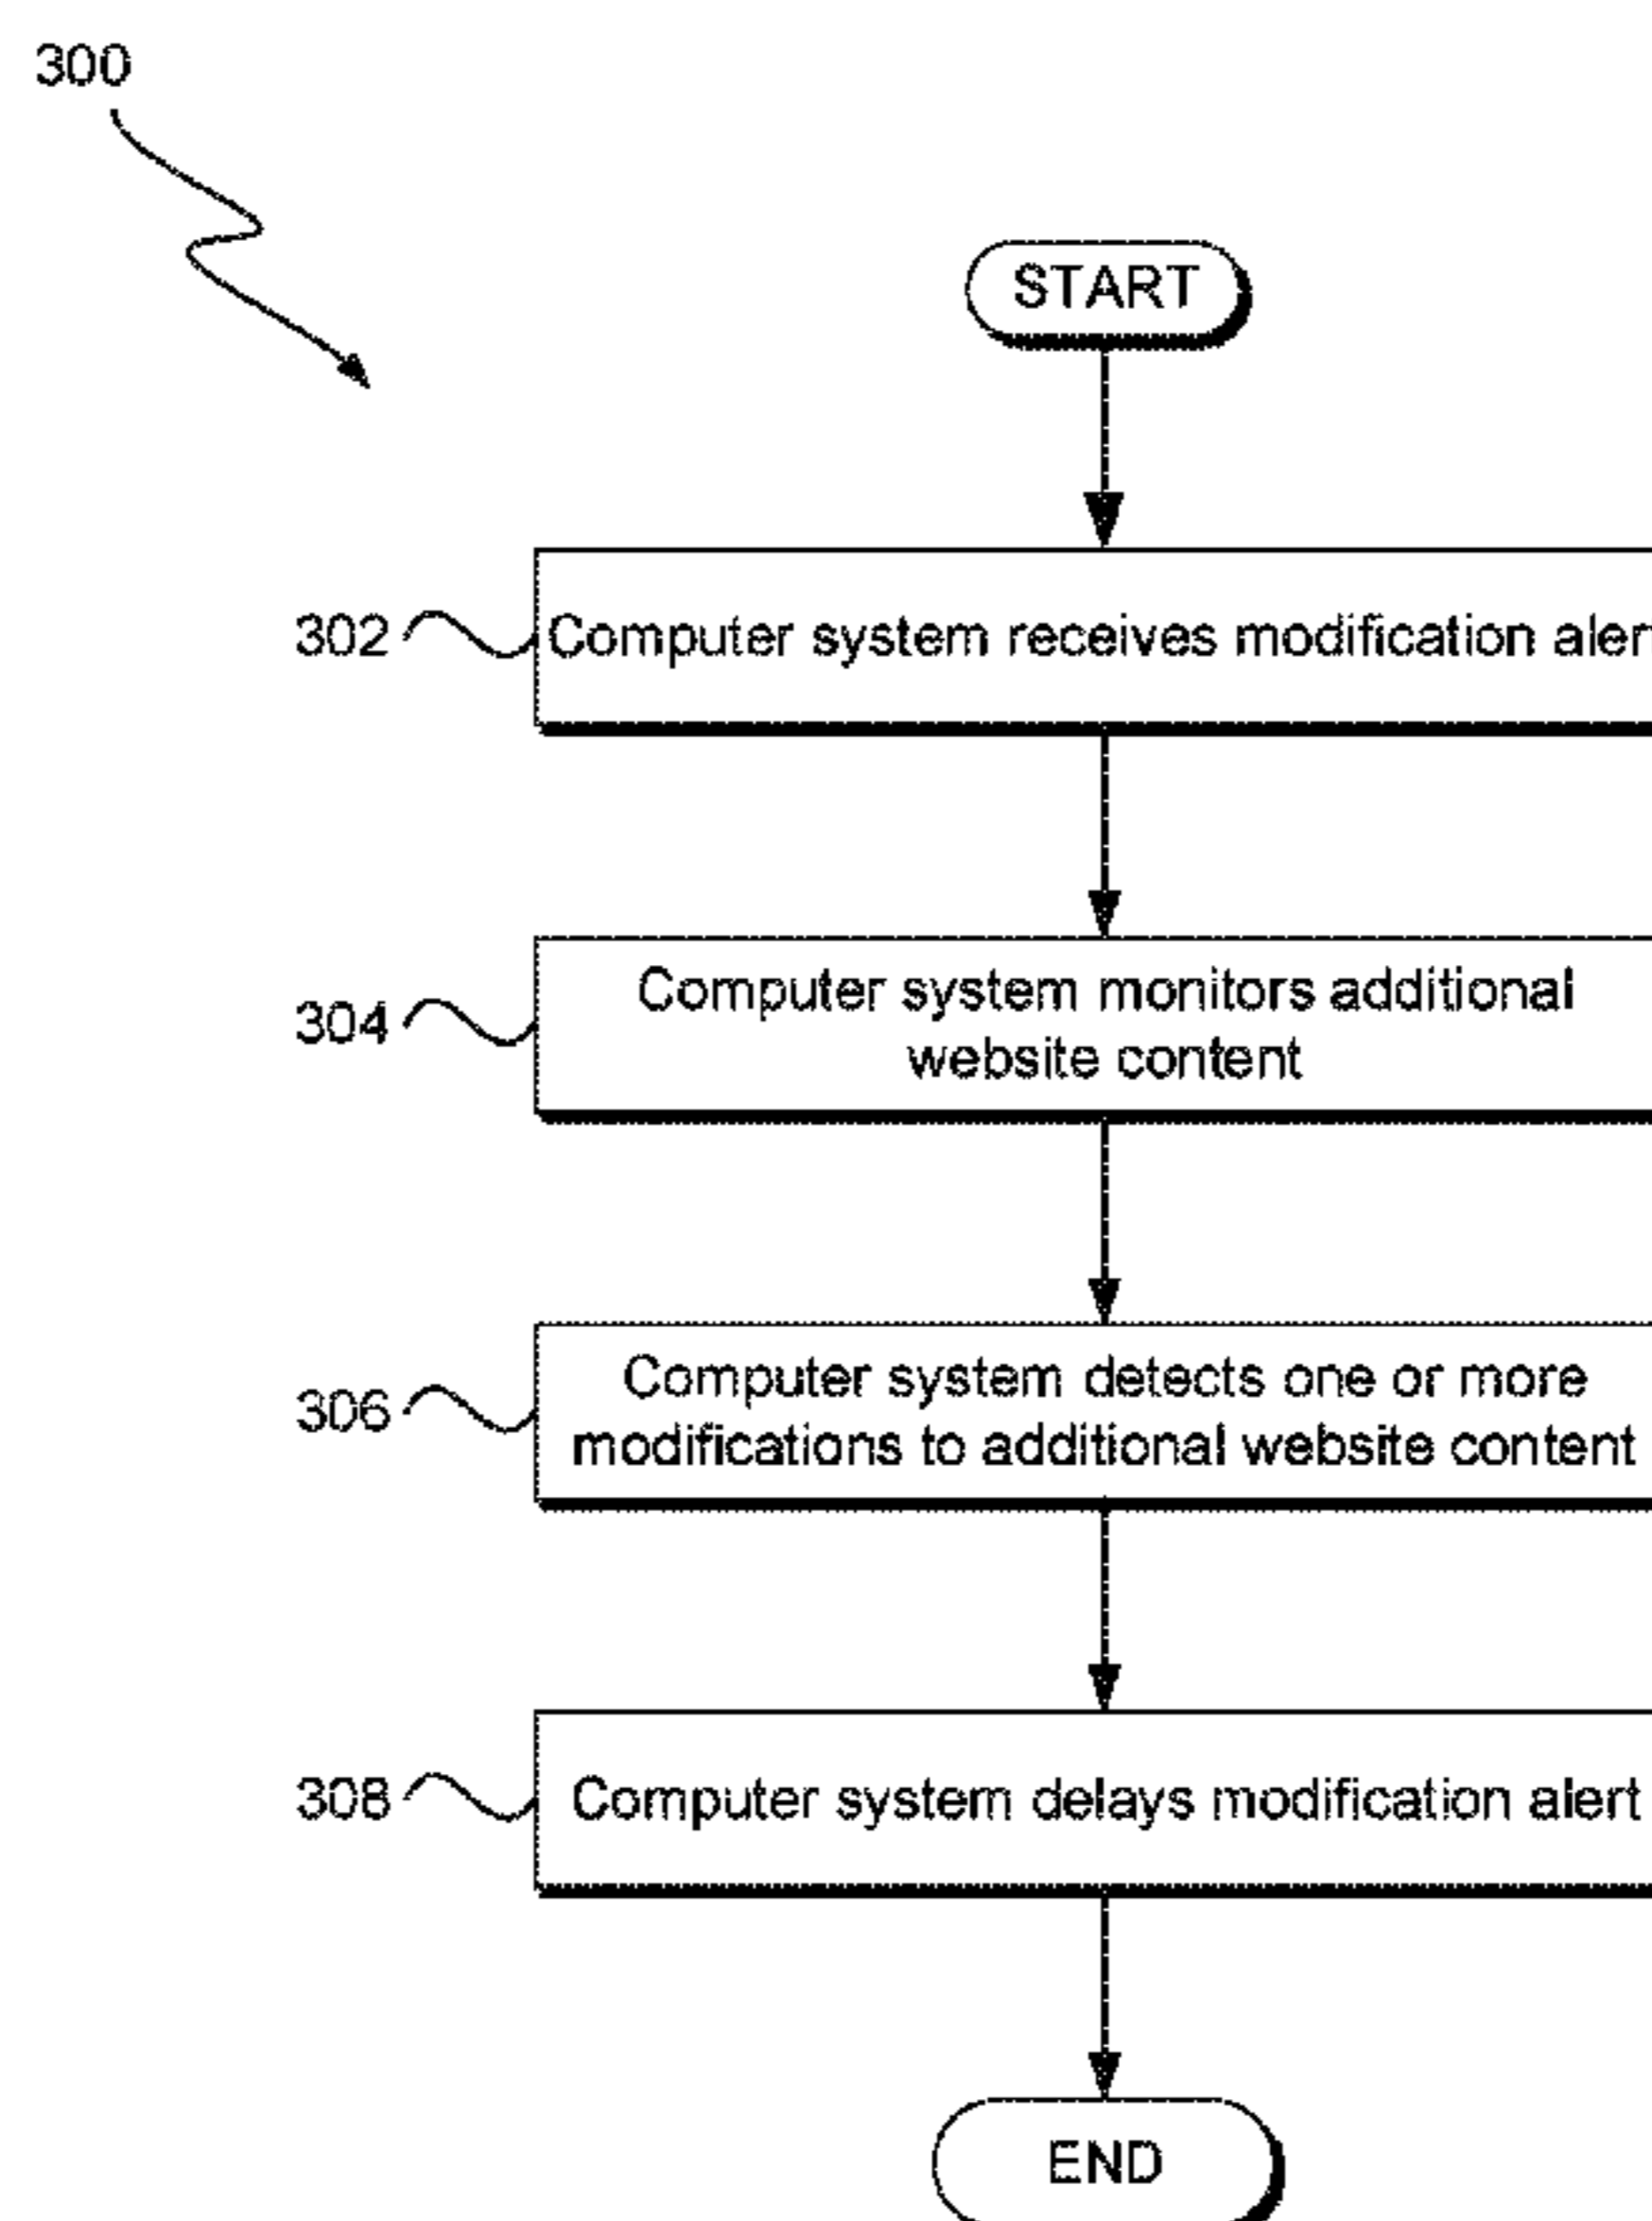 300
START
302 Computer system receives modification aler
304 Computer system monitors additional
website content
306 Computer system detects one or more
modifications to additional website content
308 Computer system delays modification alert
END